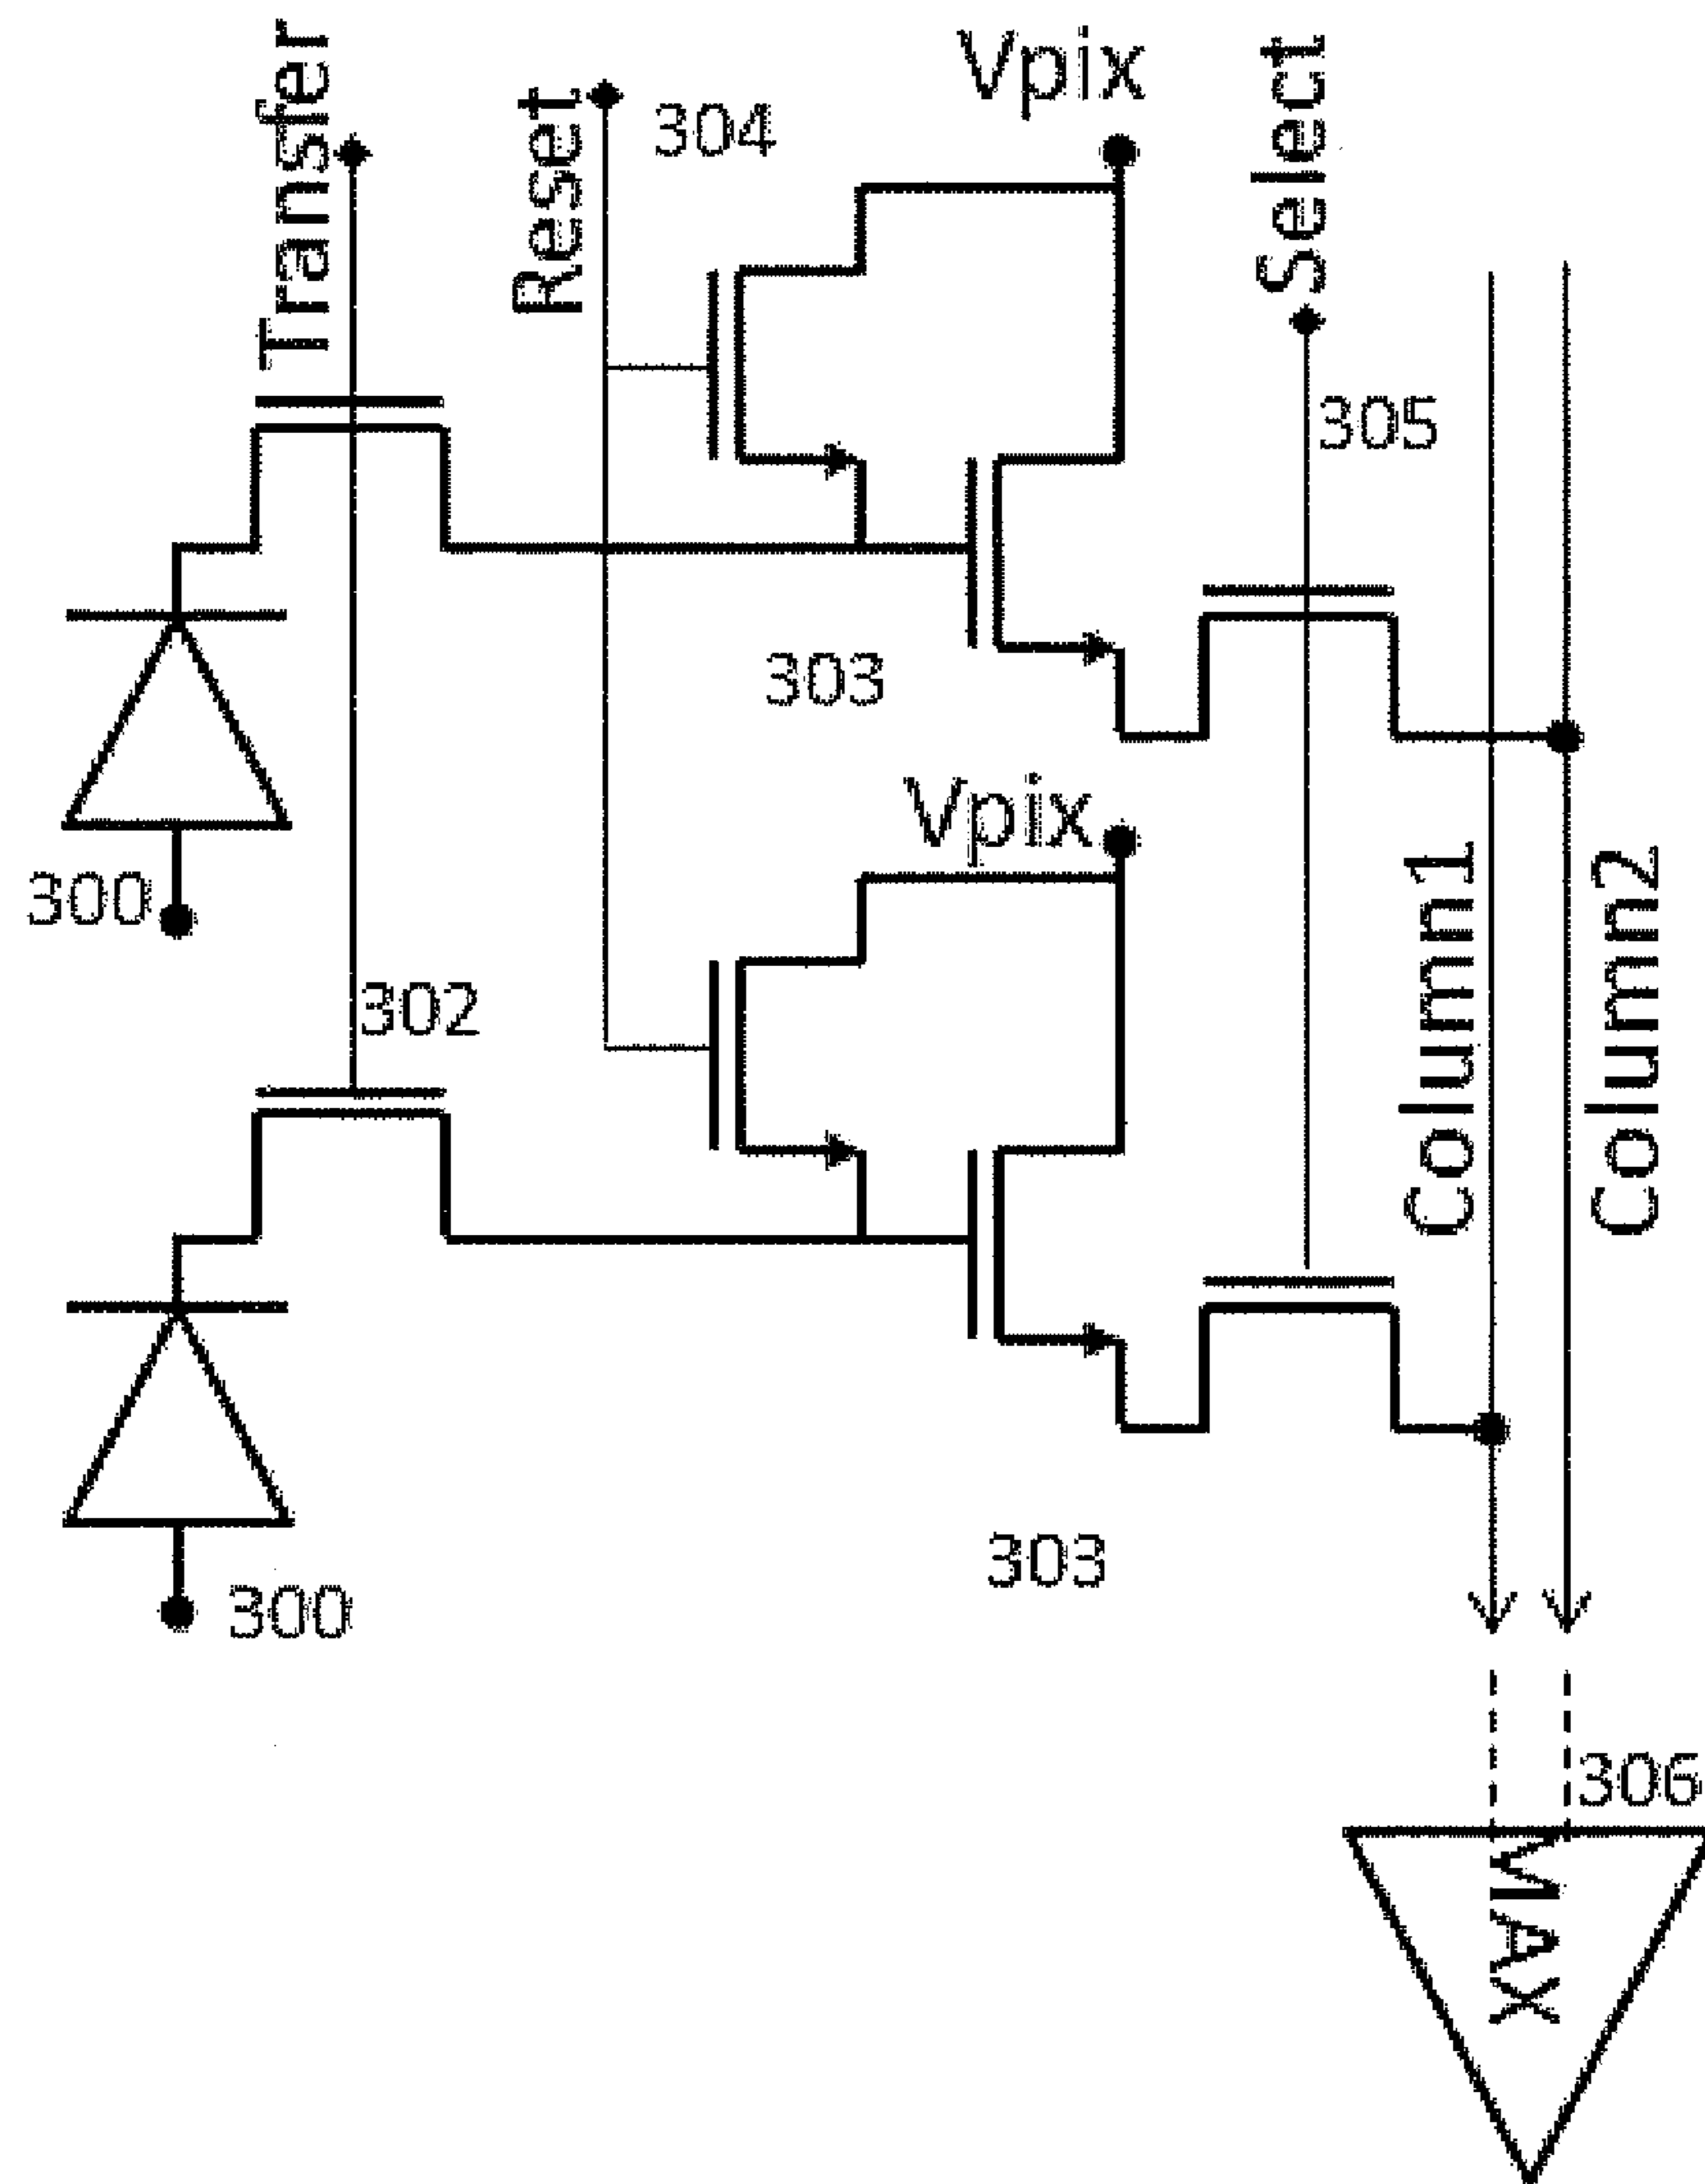 Transfer
Reset
304
Vpix
Select
305
303
Vpix
300
302
Column1
Column2
303
300
306
MAX